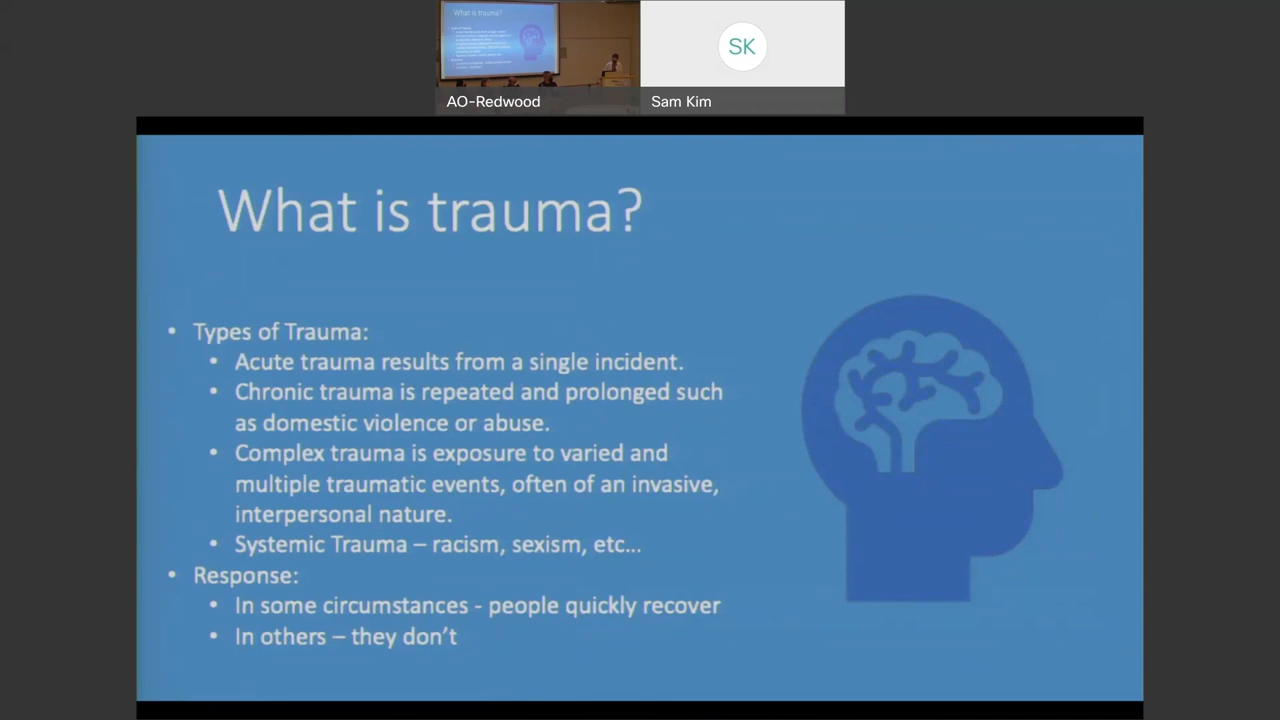 What is trauma?
SK
AO-Redwood
Sam Kim
What is trauma?
• Types of Trauma:
• Acute trauma results from a single incident.
• Chronic trauma is repeated and prolonged such
as domestic violence or abuse.
• Complex trauma is exposure to varied and
multiple traumatic events, often of an invasive,
interpersonal nature.
• Systemic Trauma – racism, sexism, etc...
• Response:
• In some circumstances - people quickly recover
• In others – they don't